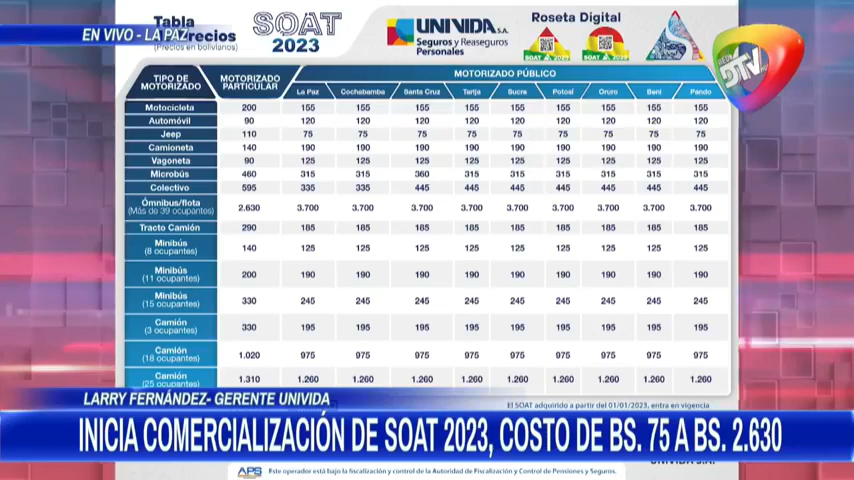 EN VIVO - LA PAZ
Tabla
recios
(Precios en bolivianos)
SOAT
2023
UNIVIDA S.A.
Seguros y Reaseguros
Personales
Roseta Digital
SOAT 2023
SOAT 2023
DTV
TIPO DE MOTORIZADO MOTORIZADO PARTICULAR MOTORIZADO PÚBLICO
La Paz Cochabamba Santa Cruz Tarija Sucre Potosí Oruro Beni Pando
Motocicleta 200 155 155 155 155 155 155 155 155 155
Automóvil 90 120 120 120 120 120 120 120 120 120
Jeep 110 75 75 75 75 75 75 75 75 75
Camioneta 140 190 190 190 190 190 190 190 190 190
Vagoneta 90 125 125 125 125 125 125 125 125 125
Microbús 460 315 315 360 315 315 315 315 315 315
Colectivo 595 335 335 445 445 445 445 445 445 445
Ómnibus/flota
(Más de 39 ocupantes) 2.630 3.700 3.700 3.700 3.700 3.700 3.700 3.700 3.700 3.700
Tracto Camión 290 185 185 185 185 185 185 185 185 185
Minibús
(8 ocupantes) 140 125 125 125 125 125 125 125 125 125
Minibús
(11 ocupantes) 200 190 190 190 190 190 190 190 190 190
Minibús
(15 ocupantes) 330 245 245 245 245 245 245 245 245 245
Camión
(3 ocupantes) 330 195 195 195 195 195 195 195 195 195
Camión
(18 ocupantes) 1.020 975 975 975 975 975 975 975 975 975
Camión
(25 ocupantes) 1.310 1.260 1.260 1.260 1.260 1.260 1.260 1.260 1.260 1.260
LARRY FERNÁNDEZ- GERENTE UNIVIDA
El SOAT adquirido a partir del 01/01/2023, entra en vigencia
INICIA COMERCIALIZACIÓN DE SOAT 2023, COSTO DE BS. 75 A BS. 2.630
UNIVIDA S.A.
APS Este operador está bajo la fiscalización y control de la Autoridad de Fiscalización y Control de Pensiones y Seguros.